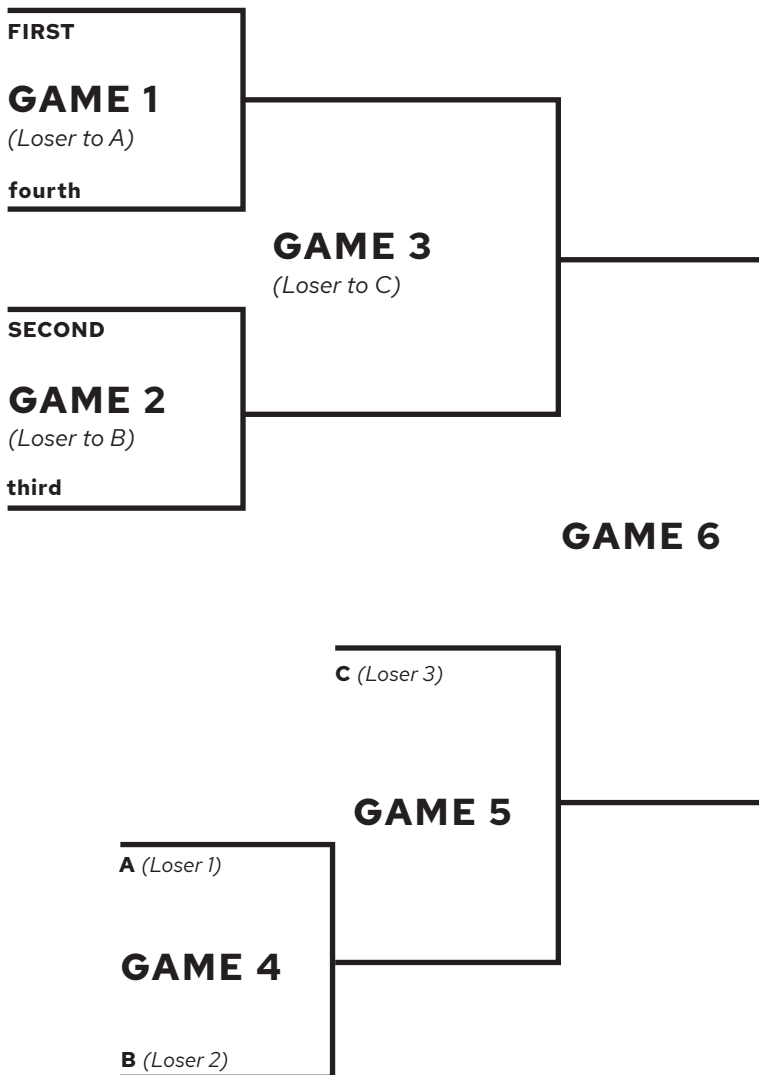 FIRST
GAME 1
(Loser to A)
fourth
GAME 3
(Loser to C)
SECOND
GAME 2
(Loser to B)
third
GAME 6
C (Loser 3)
GAME 5
A (Loser 1)
GAME 4
B (Loser 2)